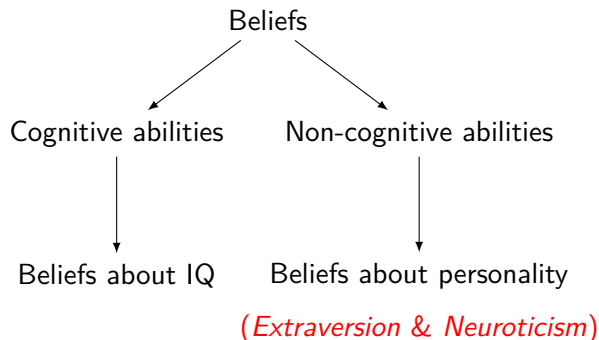 Beliefs
Cognitive abilities
Non-cognitive abilities
Beliefs about IQ
Beliefs about personality
(Extraversion & Neuroticism)